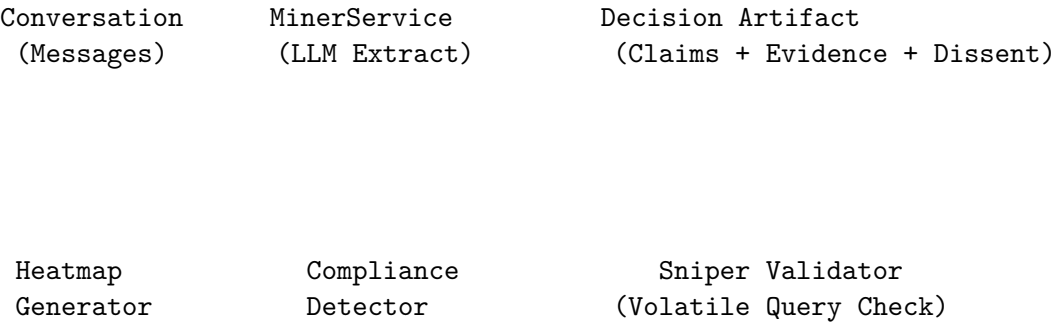 Conversation MinerService Decision Artifact
(Messages) (LLM Extract) (Claims + Evidence + Dissent)
Heatmap Compliance Sniper Validator
Generator Detector (Volatile Query Check)